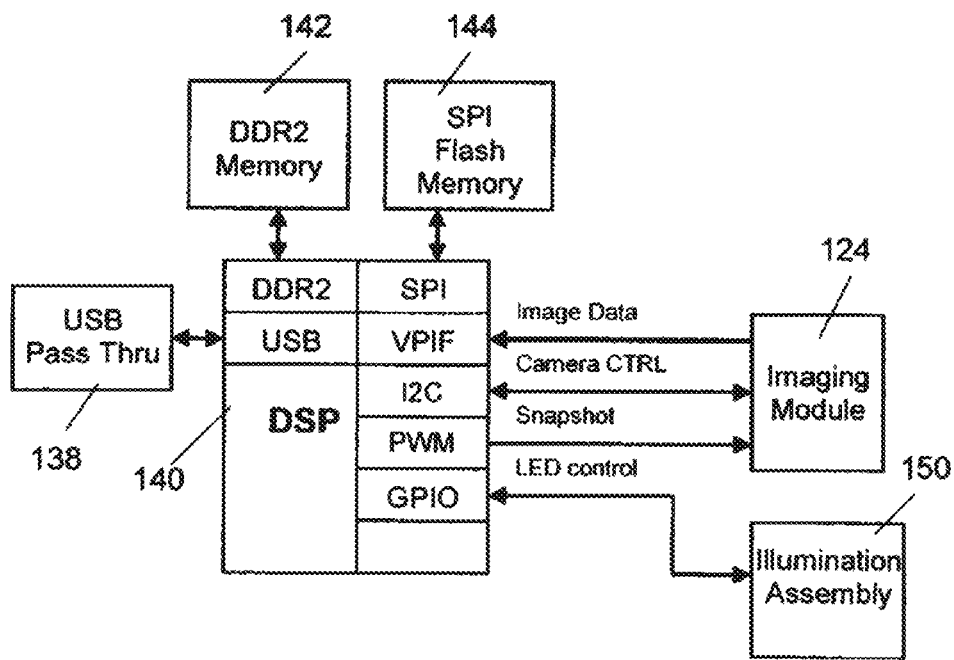 142
144
DDR2
Memory
SPI
Flash
Memory
124
USB
Pass Thru
138
DDR2
SPI
USB
VPIF
DSP
I2C
PWM
GPIO
140
Image Data
Camera CTRL
Snapshot
LED control
Imaging
Module
150
Illumination
Assembly